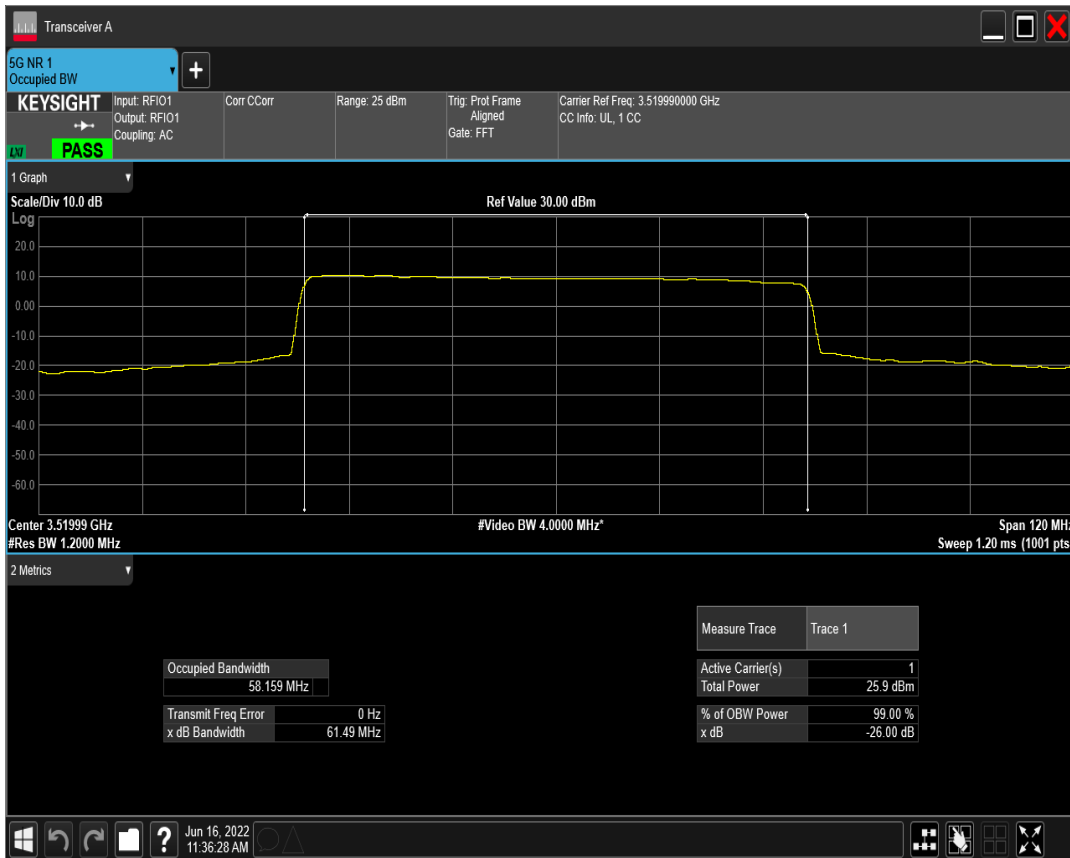 Transceiver A
5G NR 1
Occupied BW
KEYSIGHT
LXI
PASS
Input: RFIO1
Output: RFIO1
Coupling: AC
Corr CCorr
Range: 25 dBm
Trig: Prot Frame
Aligned
Gate: FFT
Carrier Ref Freq: 3.519990000 GHz
CC Info: UL, 1 CC
1 Graph
Scale/Div 10.0 dB
Ref Value 30.00 dBm
Log
20.0
10.0
0.00
-10.0
-20.0
-30.0
-40.0
-50.0
-60.0
Center 3.51999 GHz
#Video BW 4.0000 MHz*
Span 120 MHz
#Res BW 1.2000 MHz
Sweep 1.20 ms (1001 pts
2 Metrics
Measure Trace Trace 1
Occupied Bandwidth
58.159 MHz
Active Carrier(s) 1
Total Power 25.9 dBm
Transmit Freq Error 0 Hz
x dB Bandwidth 61.49 MHz
% of OBW Power 99.00 %
x dB -26.00 dB
?
Jun 16, 2022
11:36:28 AM